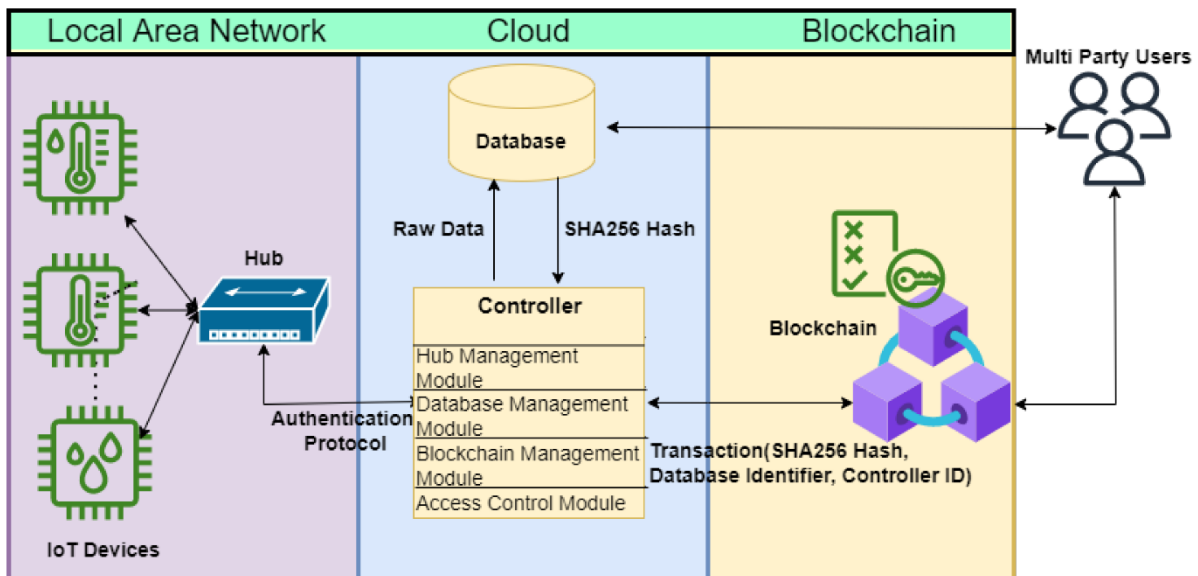 Local Area Network
Cloud
Blockchain
Multi Party Users
Database
Raw Data
SHA256 Hash
Hub
Controller
Hub Management
Module
Database Management
Module
Blockchain Management
Module
Access Control Module
Authentication
Protocol
Blockchain
Transaction(SHA256 Hash,
Database Identifier, Controller ID)
IoT Devices